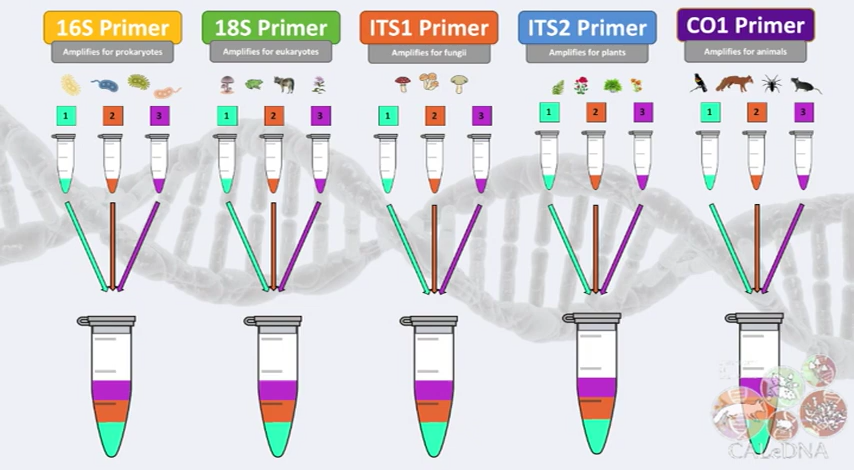 16S Primer
Amplifies for prokaryotes
1 2 3
18S Primer
Amplifies for eukaryotes
1 2 3
ITS1 Primer
Amplifies for fungi
1 2 3
ITS2 Primer
Amplifies for plants
1 2 3
CO1 Primer
Amplifies for animals
1 2 3
CALeDNA